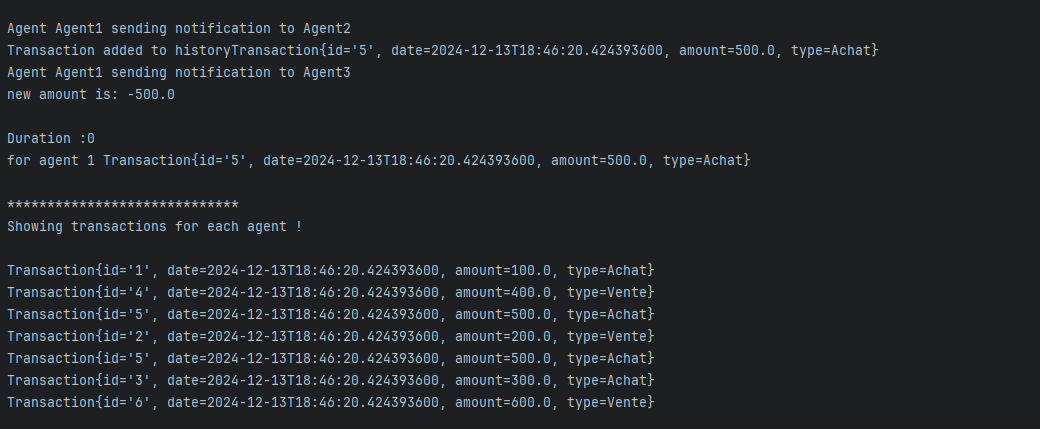 Agent Agent1 sending notification to Agent2
Transaction added to historyTransaction{id='5', date=2024-12-13T18:46:20.424393600, amount=500.0, type=Achat}
Agent Agent1 sending notification to Agent3
new amount is: -500.0
Duration :0
for agent 1 Transaction{id='5', date=2024-12-13T18:46:20.424393600, amount=500.0, type=Achat}
*****************************
Showing transactions for each agent !
Transaction{id='1', date=2024-12-13T18:46:20.424393600, amount=100.0, type=Achat}
Transaction{id='4', date=2024-12-13T18:46:20.424393600, amount=400.0, type=Vente}
Transaction{id='5', date=2024-12-13T18:46:20.424393600, amount=500.0, type=Achat}
Transaction{id='2', date=2024-12-13T18:46:20.424393600, amount=200.0, type=Vente}
Transaction{id='5', date=2024-12-13T18:46:20.424393600, amount=500.0, type=Achat}
Transaction{id='3', date=2024-12-13T18:46:20.424393600, amount=300.0, type=Achat}
Transaction{id='6', date=2024-12-13T18:46:20.424393600, amount=600.0, type=Vente}